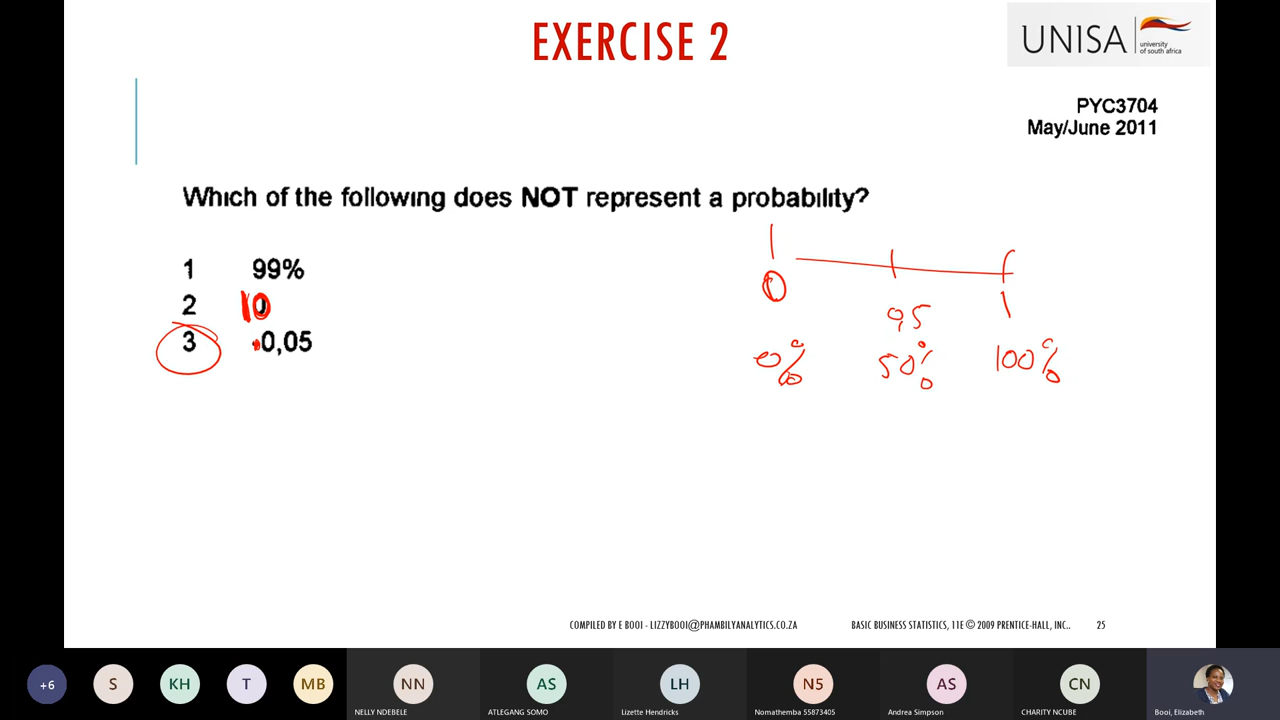 EXERCISE 2
UNISA
university
of south africa
PYC3704
May/June 2011
Which of the following does NOT represent a probability?
1 99%
2 10
3 -0,05
0 0,5 1
0% 50% 100%
COMPILED BY E BOOI - LIZZYBOOI@PHAMBILYANALYTICS.CO.ZA
BASIC BUSINESS STATISTICS, 11E © 2009 PRENTICE-HALL, INC..
25
+6 S KH T MB NN AS LH N5 AS CN
NELLY NDEBELE ATLEGANG SOMO Lizette Hendricks Nomathemba 55873405 Andrea Simpson CHARITY NCUBE Booi, Elizabeth